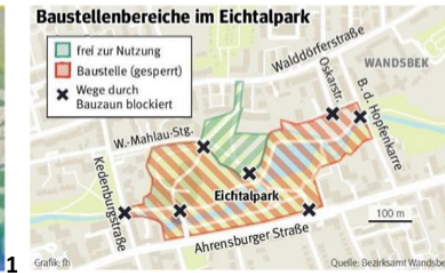 Baustellenbereiche im Eichtalpark
frei zur Nutzung
Baustelle (gesperrt)
Wege durch
Bauzaun blockiert
Walddörferstraße
WANDSBEK
Oskarstr.
B. d. Hopfenkarre
W.-Mahlau-Stg.
Kedenburgstraße
Eichtalpark
100 m
Ahrensburger Straße
1
Grafik: fh
Quelle: Bezirksamt Wandsbe